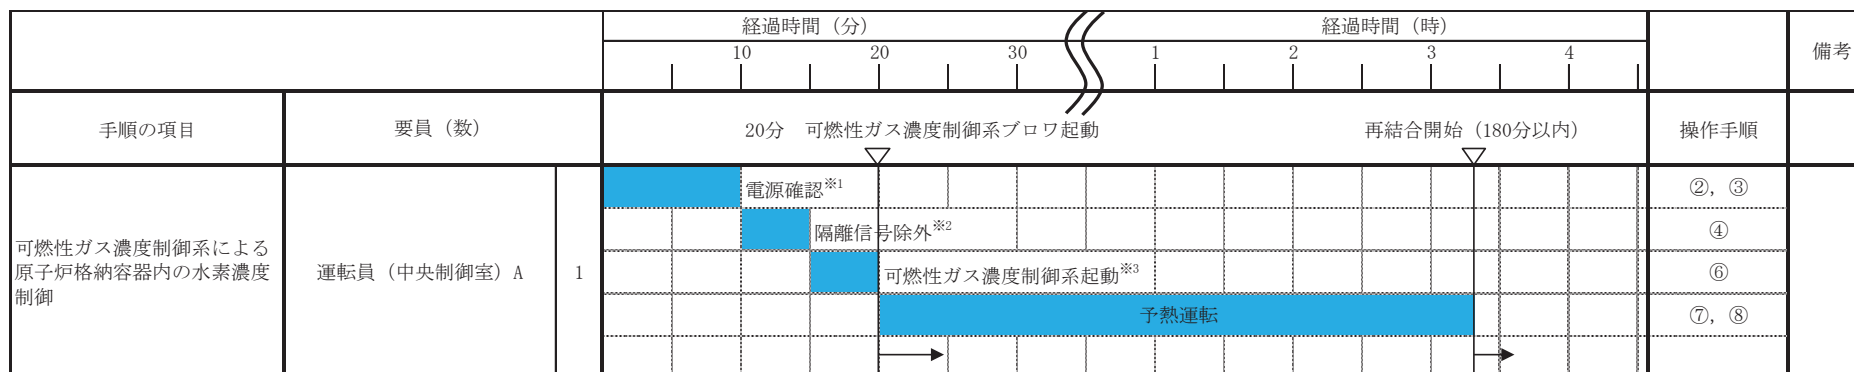 経過時間（分）
経過時間（時）
備考
10
20
30
1
2
3
4
手順の項目
要員（数）
20分　可燃性ガス濃度制御系ブロワ起動
再結合開始（180分以内）
操作手順
電源確認※1
②，③
隔離信号除外※2
④
可燃性ガス濃度制御系による
原子炉格納容器内の水素濃度
制御
運転員（中央制御室）A
1
可燃性ガス濃度制御系起動※3
⑥
予熱運転
⑦，⑧